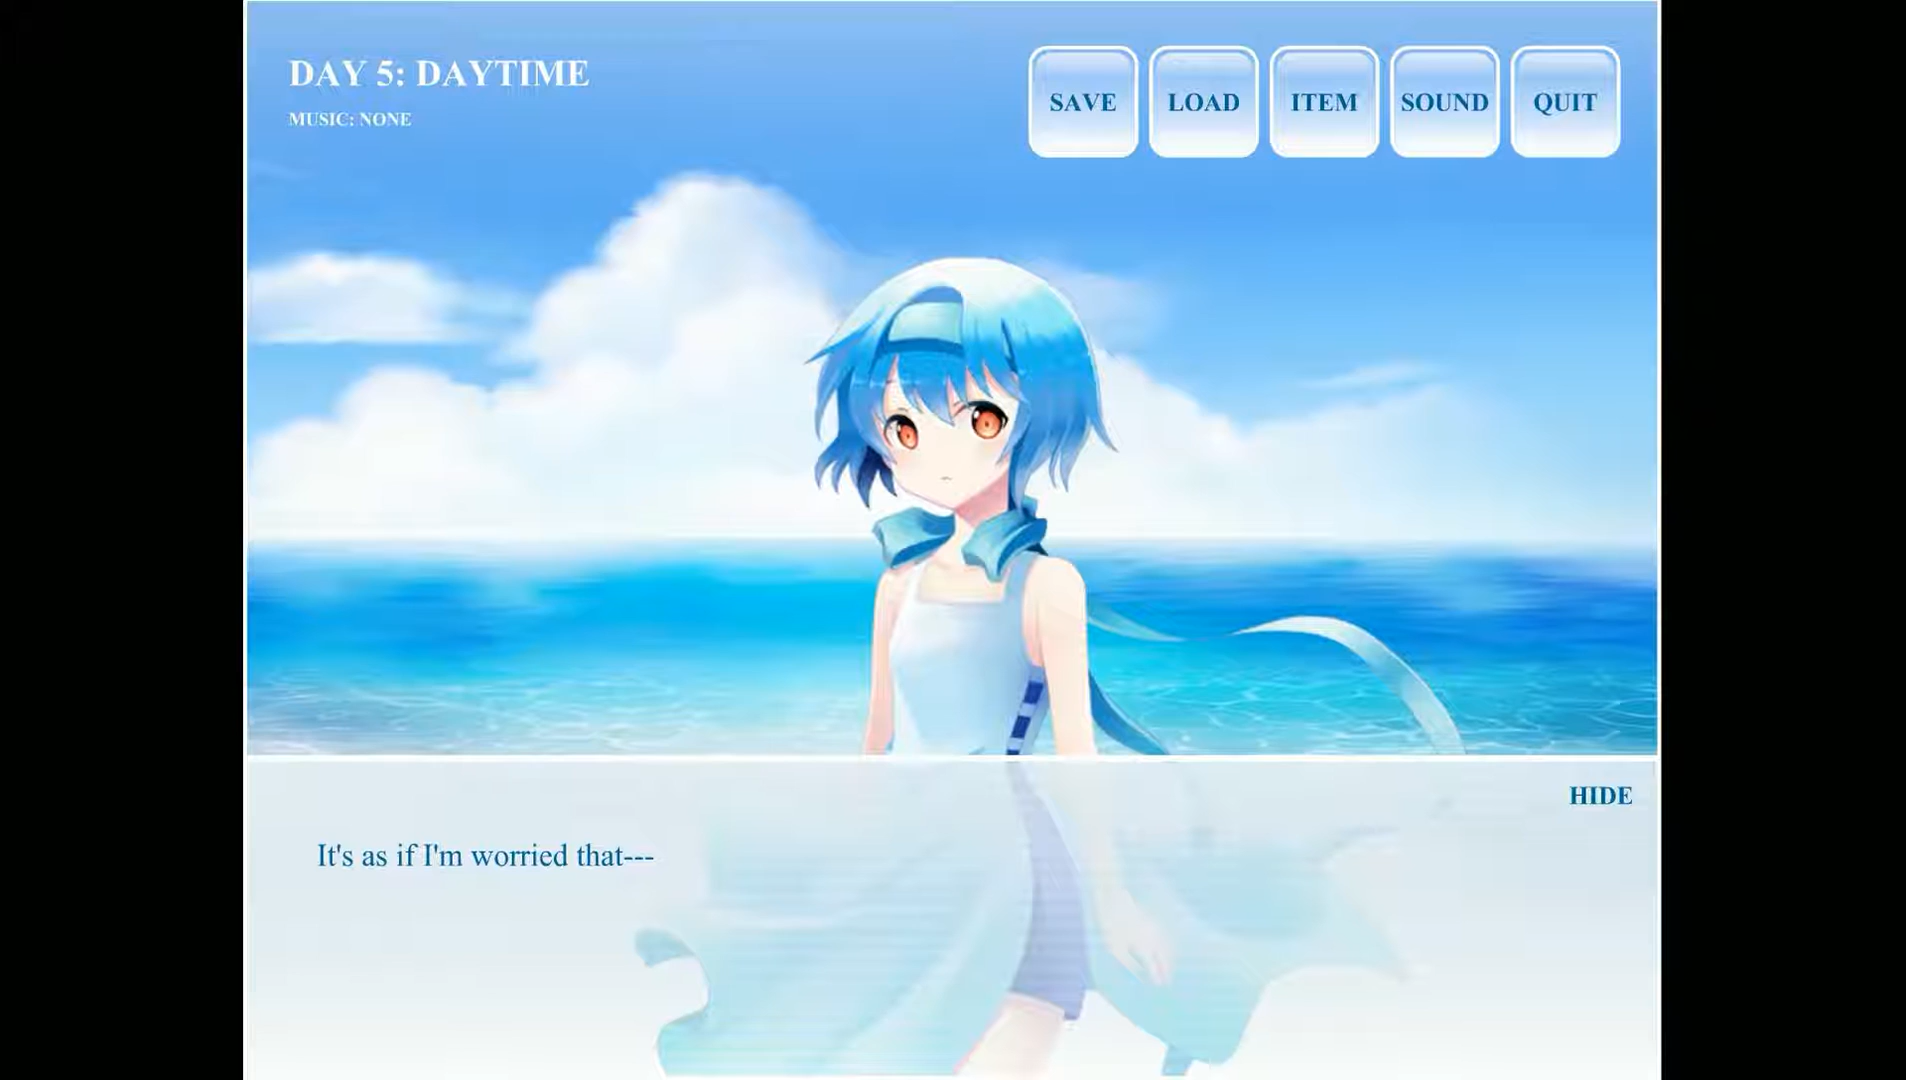 DAY 5: DAYTIME
MUSIC: NONE
SAVE
LOAD
ITEM
SOUND
QUIT
HIDE
It's as if I'm worried that---